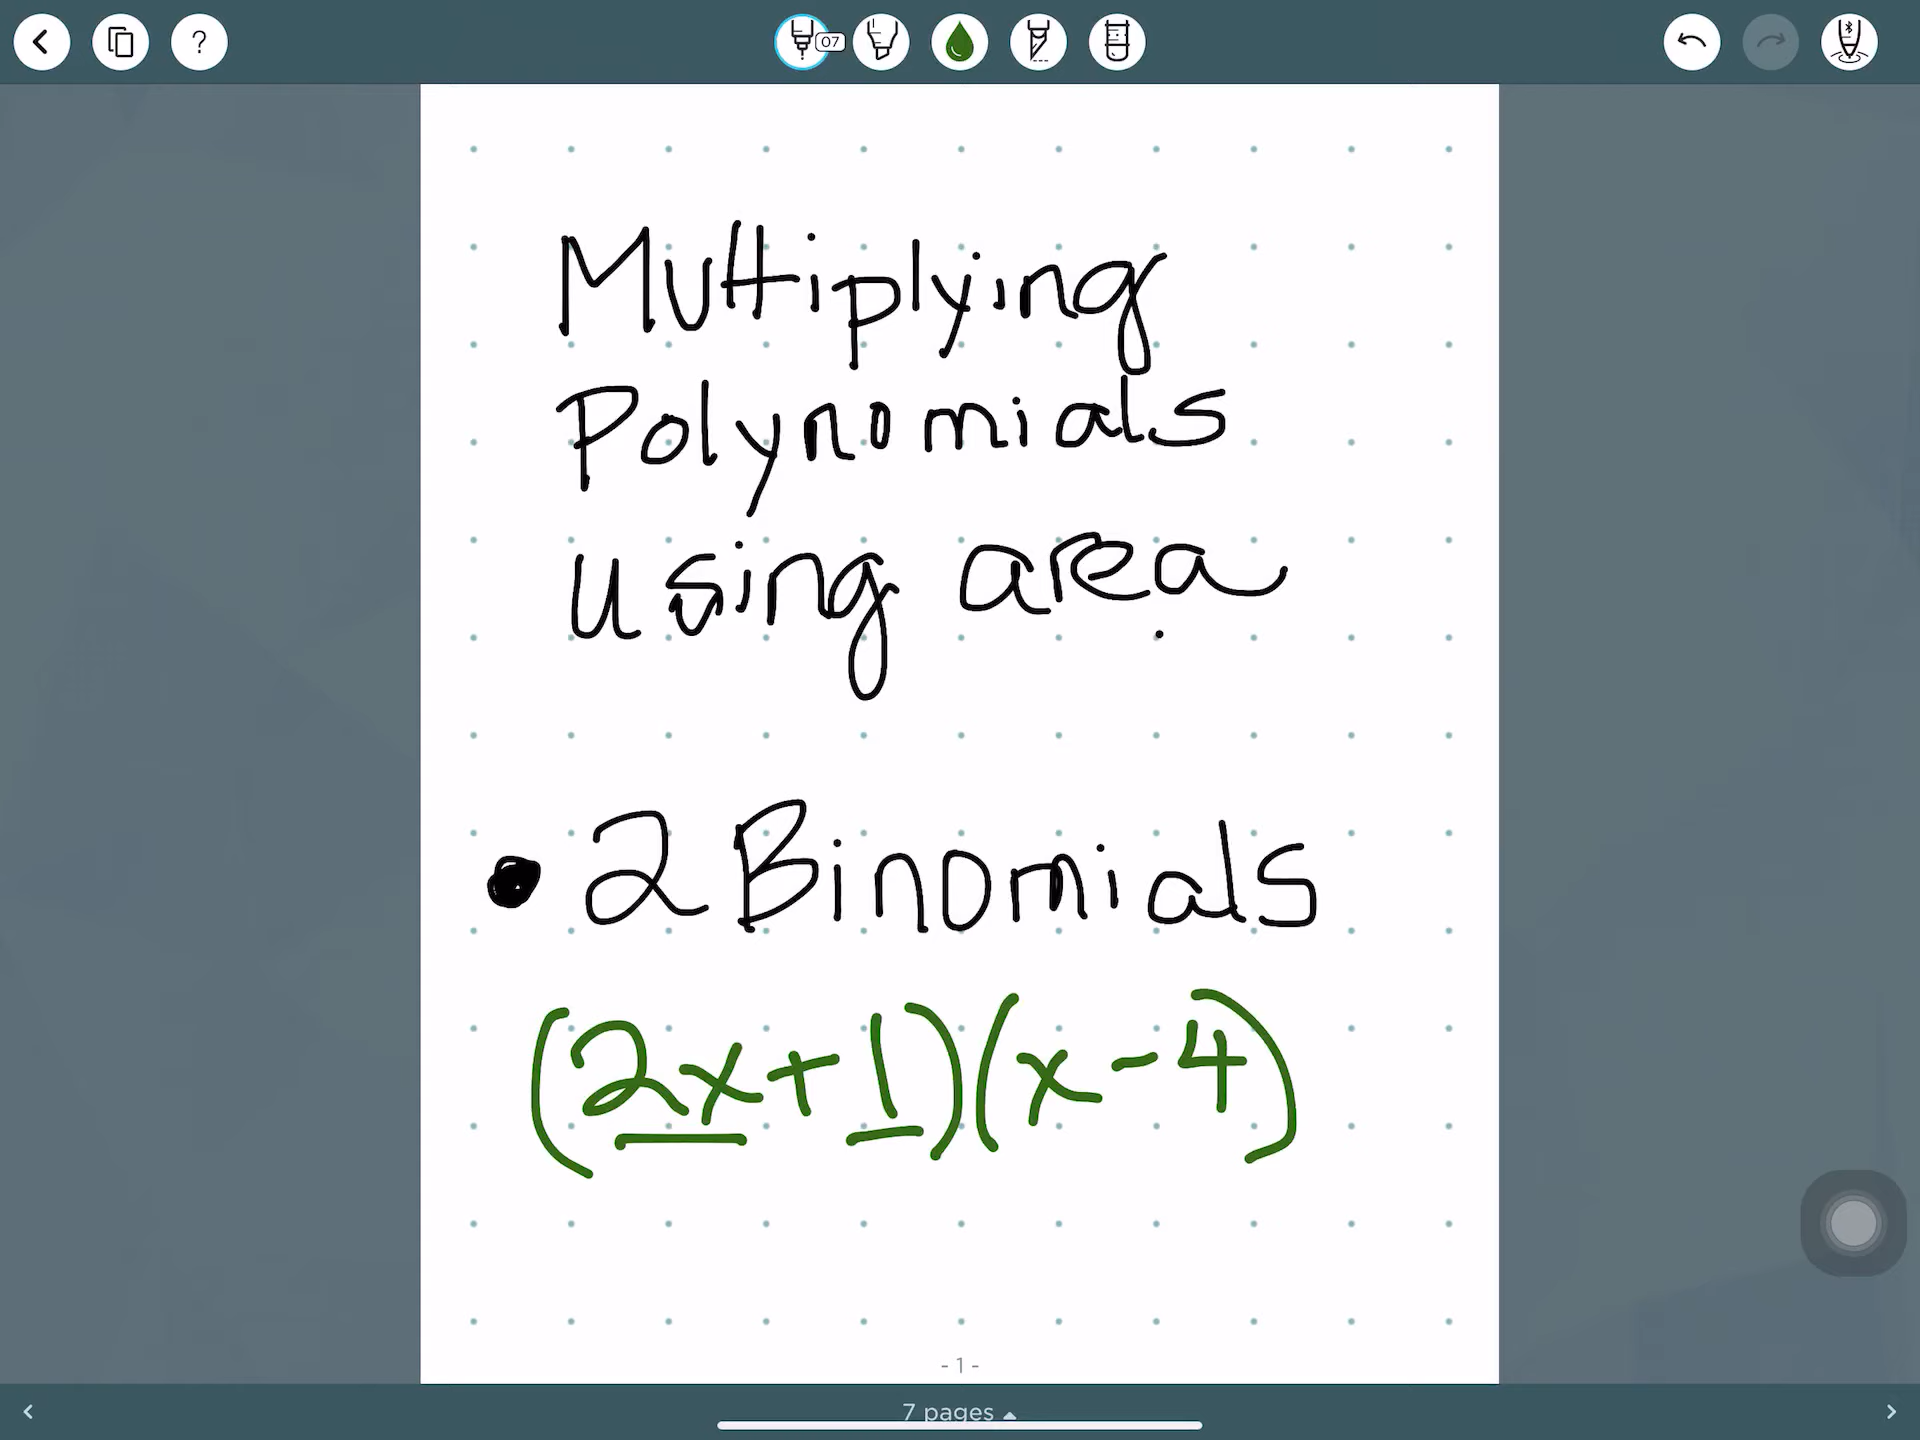 ?
07
Multiplying
Polynomials
using area
• 2 Binomials
(2x+1)(x-4)
- 1 -
7 pages